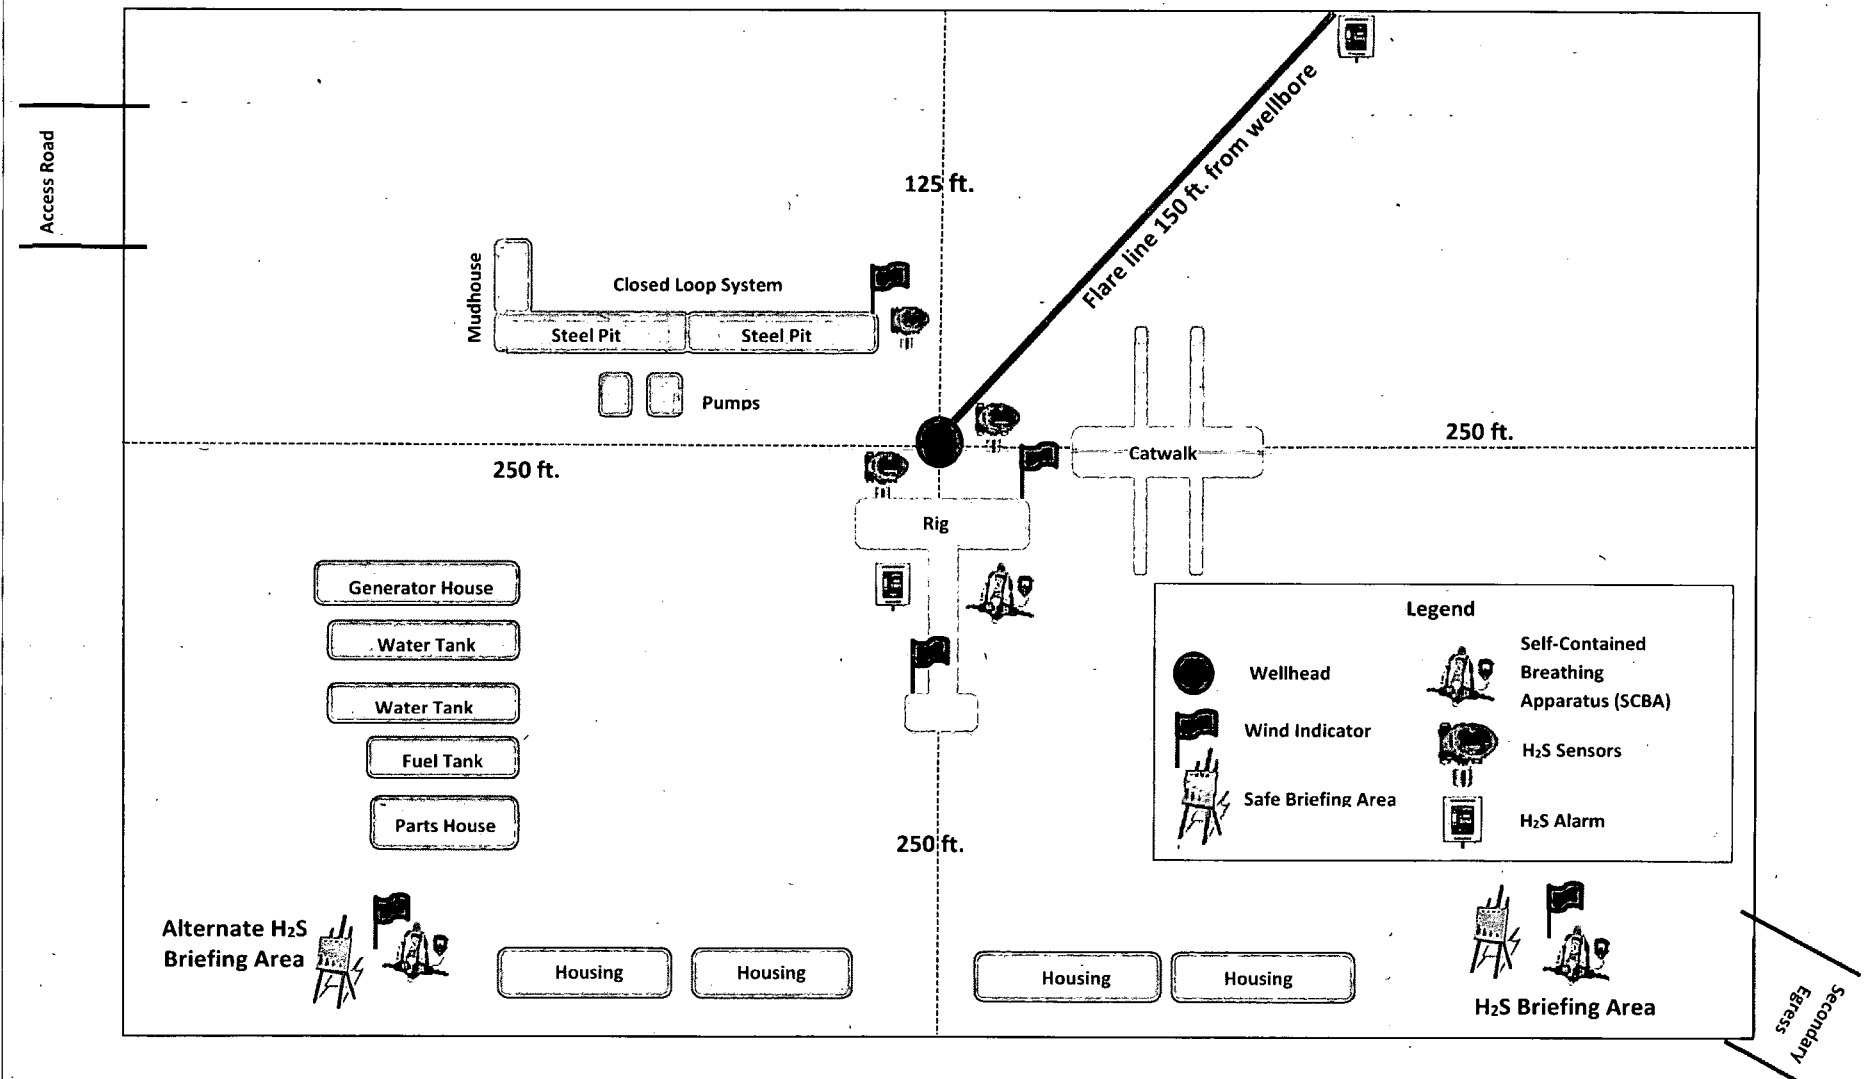 Access Road
125 ft.
Flare line 150 ft. from wellbore
Mudhouse
Closed Loop System
Steel Pit
Steel Pit
Pumps
250 ft.
250 ft.
Catwalk
Rig
Generator House
Water Tank
Water Tank
Fuel Tank
Parts House
250 ft.
Legend
Wellhead
Wind Indicator
Safe Briefing Area
Self-Contained
Breathing
Apparatus (SCBA)
H2S Sensors
H2S Alarm
Alternate H2S
Briefing Area
Housing
Housing
Housing
Housing
H2S Briefing Area
Secondary
Egress